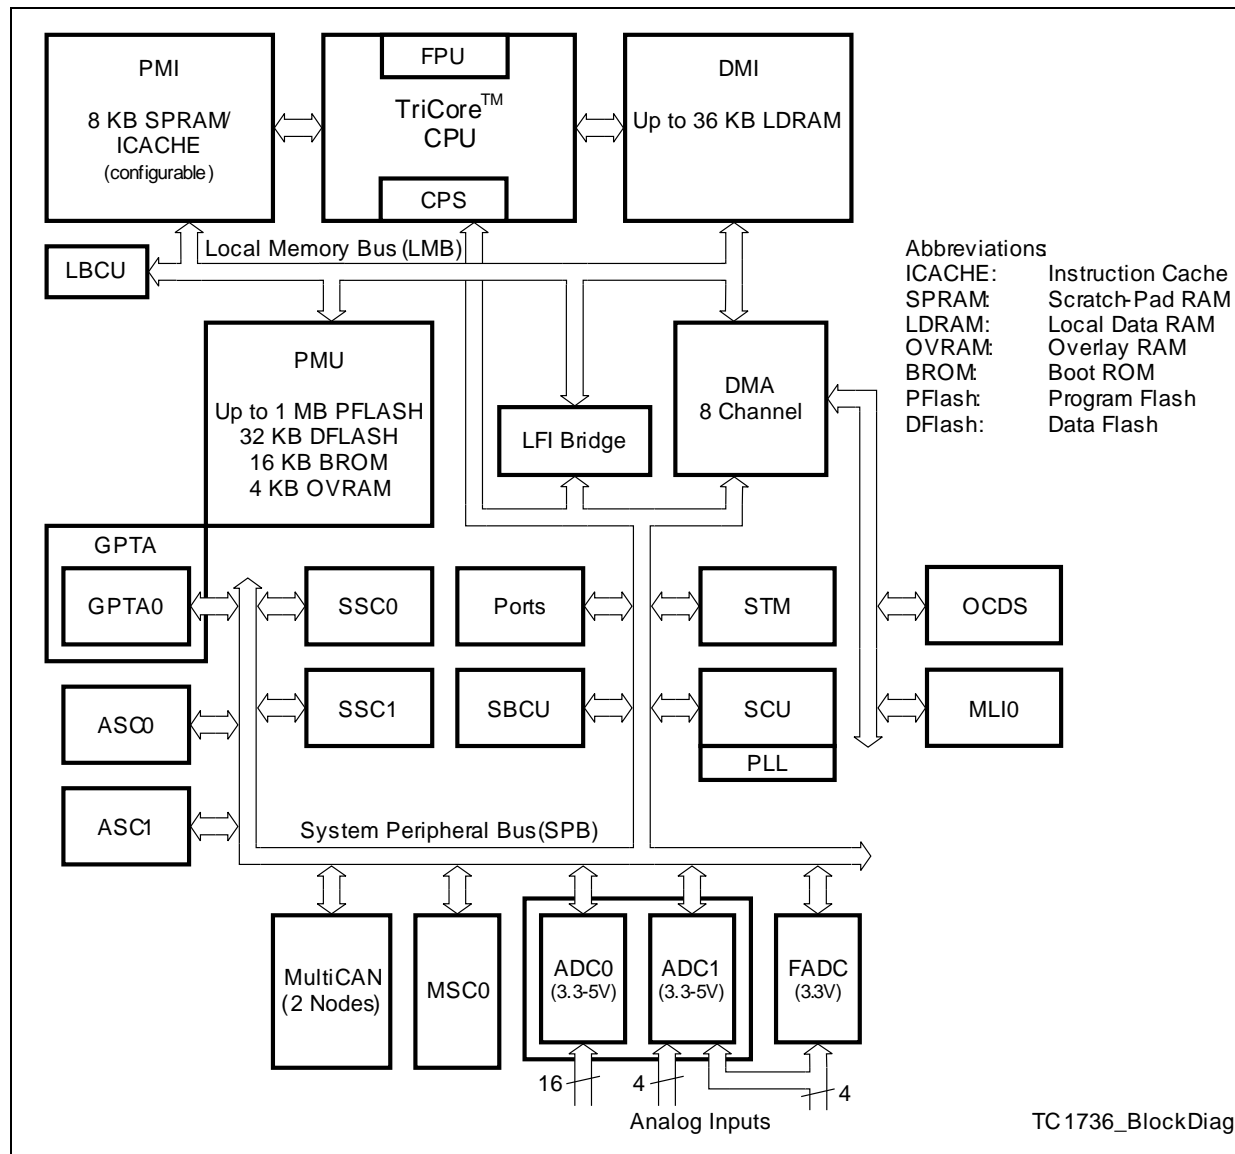 PMI
8 KB SPRAM/
ICACHE
(configurable)
FPU
TriCore™
CPU
CPS
DMI
Up to 36 KB LDRAM
Local Memory Bus (LMB)
LBCU
Abbreviations:
ICACHE: Instruction Cache
SPRAM: Scratch-Pad RAM
LDRAM: Local Data RAM
OVRAM: Overlay RAM
BROM: Boot ROM
PFlash: Program Flash
DFlash: Data Flash
PMU
Up to 1 MB PFLASH
32 KB DFLASH
16 KB BROM
4 KB OVRAM
DMA
8 Channel
LFI Bridge
GPTA
GPTA0
SSC0
Ports
STM
OCDS
ASC0
SSC1
SBCU
SCU
PLL
MLI0
ASC1
System Peripheral Bus (SPB)
MultiCAN
(2 Nodes)
MSC0
ADC0
(3.3-5V)
ADC1
(3.3-5V)
FADC
(3.3V)
16
4
4
Analog Inputs
TC1736_BlockDiag